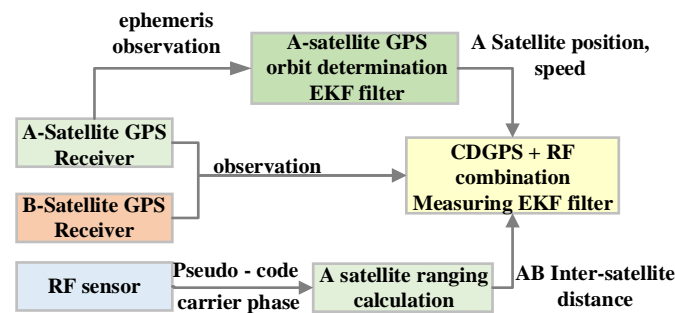 ephemeris
observation
A-satellite GPS
orbit determination
EKF filter
A Satellite position,
speed
A-Satellite GPS
Receiver
observation
CDGPS + RF
combination
Measuring EKF filter
B-Satellite GPS
Receiver
RF sensor
Pseudo - code
carrier phase
A satellite ranging
calculation
AB Inter-satellite
distance